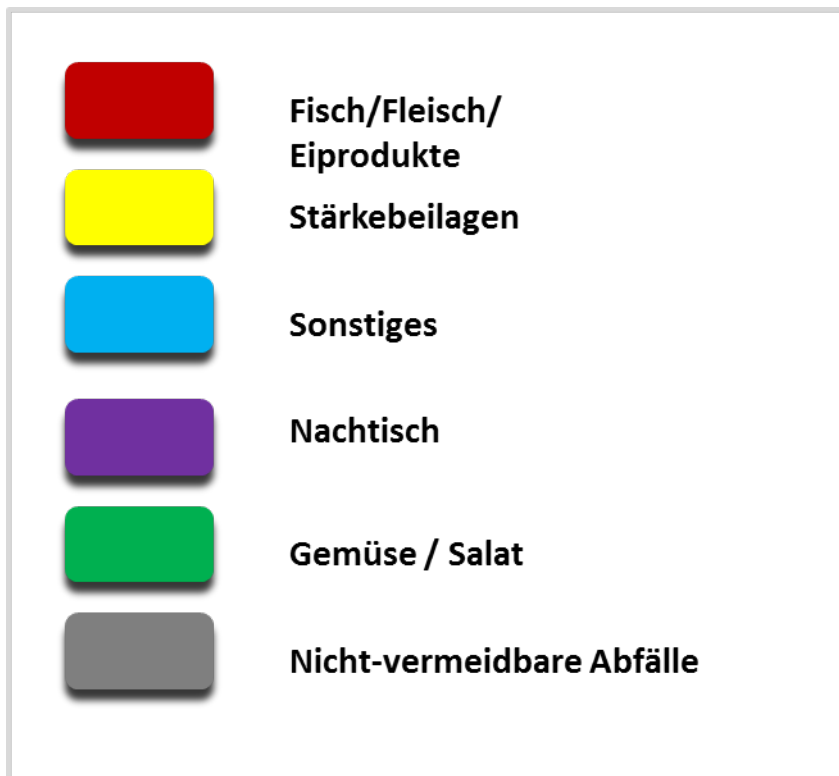 Fisch/Fleisch/
Eiprodukte
Stärkebeilagen
Sonstiges
Nachtisch
Gemüse / Salat
Nicht-vermeidbare Abfälle